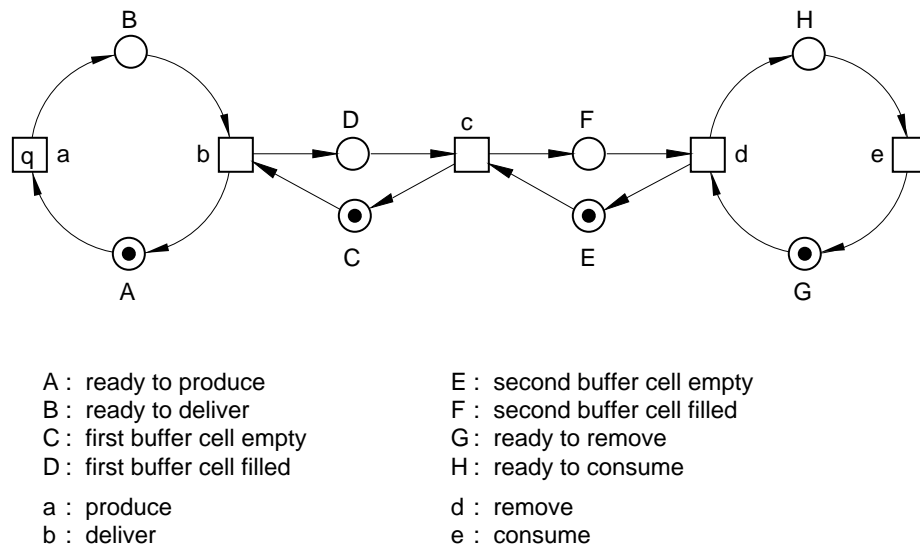 B
H
D
c
F
q a
b
d
e
C
E
A
G
A : ready to produce
B : ready to deliver
C : first buffer cell empty
D : first buffer cell filled
a : produce
b : deliver
E : second buffer cell empty
F : second buffer cell filled
G : ready to remove
H : ready to consume
d : remove
e : consume